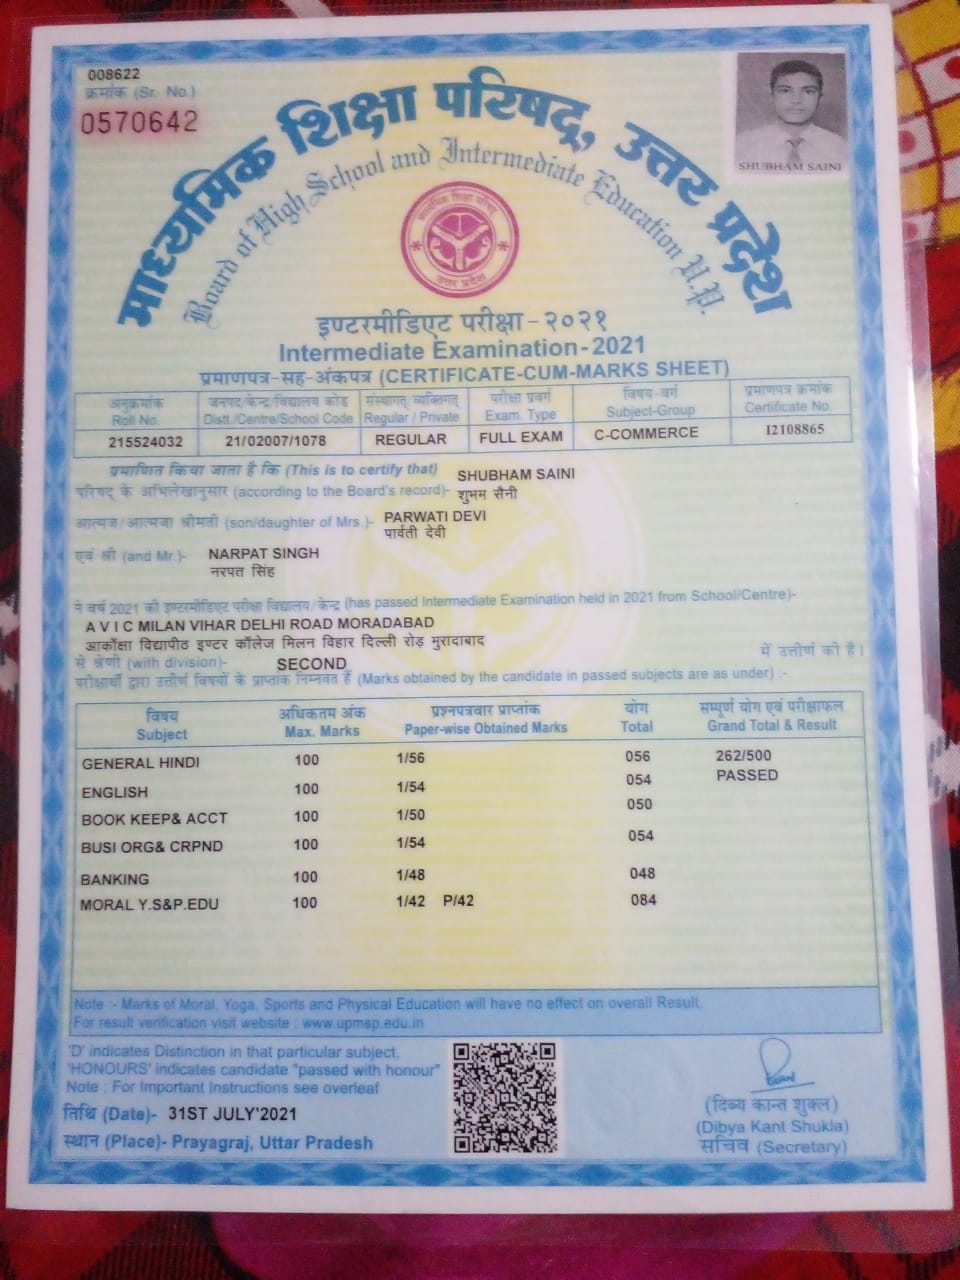 008622
क्रमांक (Sr. No.)
0570642
SHUBHAM SAINI
माध्यमिक शिक्षा परिषद्, उत्तर प्रदेश
Board of High School and Intermediate Education U.P.
माध्यमिक शिक्षा परिषद्
उत्तर प्रदेश
इण्टरमीडिएट परीक्षा - २०२१
Intermediate Examination-2021
प्रमाणपत्र-सह-अंकपत्र (CERTIFICATE-CUM-MARKS SHEET)
अनुक्रमांक जनपद/केन्द्र/विद्यालय कोड संस्थागत/व्यक्तिगत परीक्षा प्रवर्ग विषय-वर्ग प्रमाणपत्र क्रमांक
Roll No. Distt./Centre/School Code Regular / Private Exam. Type Subject-Group Certificate No.
215524032 21/02007/1078 REGULAR FULL EXAM C-COMMERCE I2108865
प्रमाणित किया जाता है कि (This is to certify that) SHUBHAM SAINI
परिषद् के अभिलेखानुसार (according to the Board's record)- शुभम सैनी
आत्मज/आत्मजा श्रीमती (son/daughter of Mrs.)- PARWATI DEVI
पार्वती देवी
एवं श्री (and Mr.)- NARPAT SINGH
नरपत सिंह
ने वर्ष 2021 की इण्टरमीडिएट परीक्षा विद्यालय/केन्द्र (has passed Intermediate Examination held in 2021 from School/Centre)-
A V I C MILAN VIHAR DELHI ROAD MORADABAD
आकाँक्षा विद्यापीठ इण्टर कॉलेज मिलन विहार दिल्ली रोड़ मुरादाबाद
में उत्तीर्ण की है।
से श्रेणी (with division)- SECOND
परीक्षार्थी द्वारा उत्तीर्ण विषयों के प्राप्तांक निम्नवत हैं (Marks obtained by the candidate in passed subjects are as under) :-
विषय अधिकतम अंक प्रश्नपत्रवार प्राप्तांक योग सम्पूर्ण योग एवं परीक्षाफल
Subject Max. Marks Paper-wise Obtained Marks Total Grand Total & Result
GENERAL HINDI 100 1/56 056 262/500
PASSED
ENGLISH 100 1/54 054
BOOK KEEP& ACCT 100 1/50 050
BUSI ORG& CRPND 100 1/54 054
BANKING 100 1/48 048
MORAL Y.S&P.EDU 100 1/42 P/42 084
Note :- Marks of Moral, Yoga, Sports and Physical Education will have no effect on overall Result.
For result verification visit website : www.upmsp.edu.in
'D' indicates Distinction in that particular subject,
'HONOURS' indicates candidate "passed with honour"
Note : For Important Instructions see overleaf
तिथि (Date)- 31ST JULY'2021
स्थान (Place)- Prayagraj, Uttar Pradesh
(दिव्य कान्त शुक्ल)
(Dibya Kant Shukla)
सचिव (Secretary)